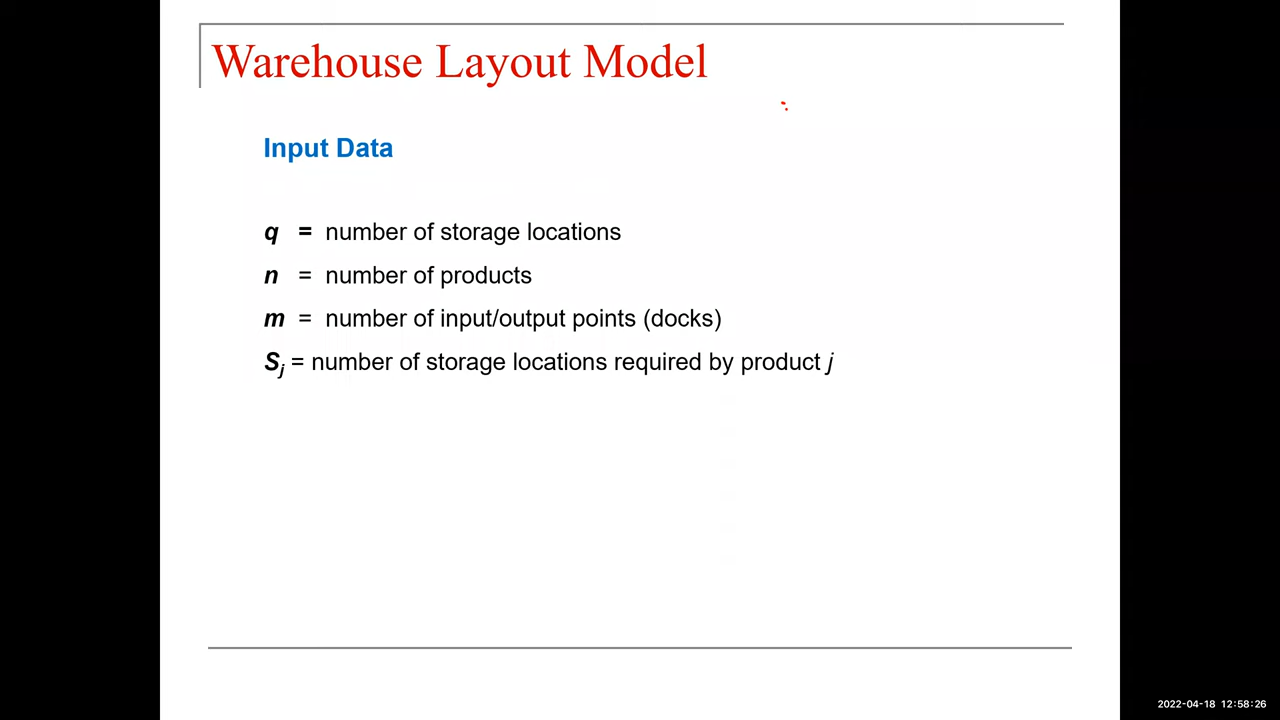 Warehouse Layout Model
Input Data
q = number of storage locations
n = number of products
m = number of input/output points (docks)
Sj = number of storage locations required by product j
2022-04-18 12:58:26